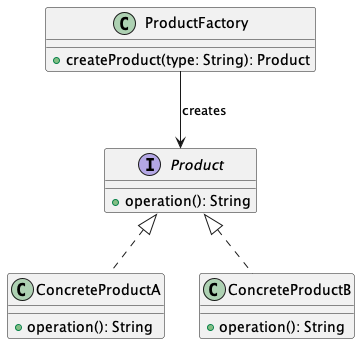 C ProductFactory
createProduct(type: String): Product
creates
I Product
operation(): String
C ConcreteProductA
C ConcreteProductB
operation(): String
operation(): String